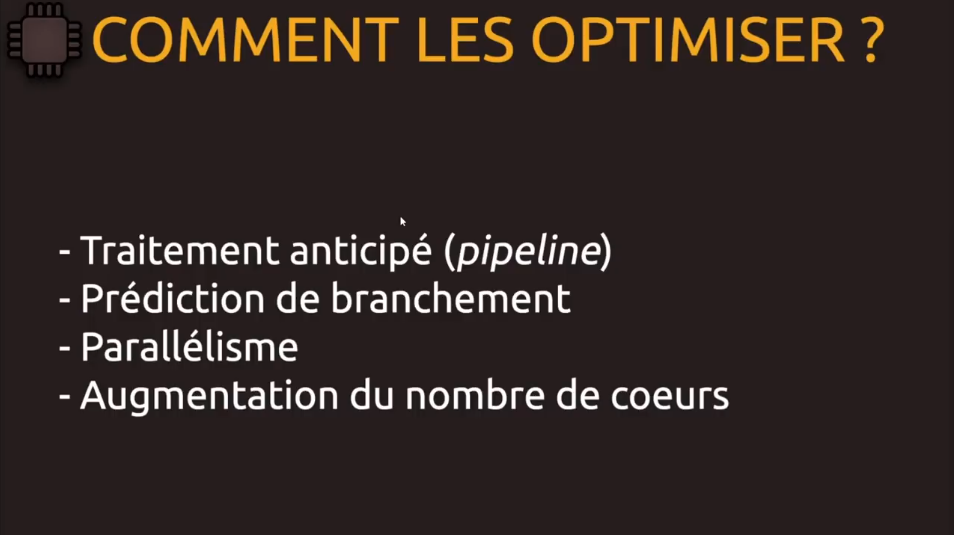 COMMENT LES OPTIMISER ?
- Traitement anticipé (pipeline)
- Prédiction de branchement
- Parallélisme
- Augmentation du nombre de coeurs